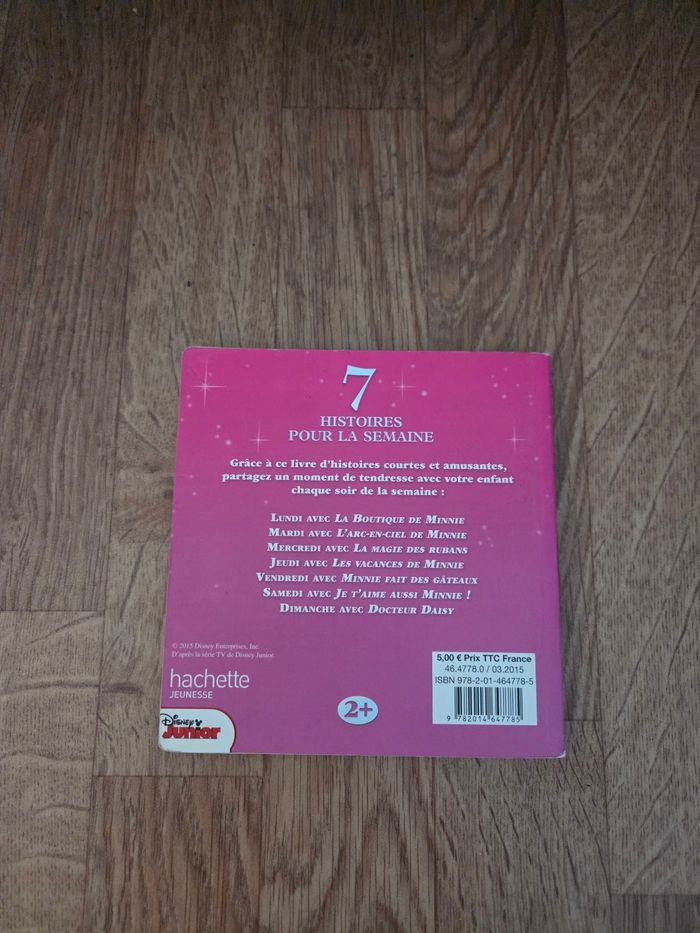 7
HISTOIRES
POUR LA SEMAINE
Grâce à ce livre d'histoires courtes et amusantes,
partagez un moment de tendresse avec votre enfant
chaque soir de la semaine :
LUNDI AVEC LA BOUTIQUE DE MINNIE
MARDI AVEC L'ARC-EN-CIEL DE MINNIE
MERCREDI AVEC LA MAGIE DES RUBANS
JEUDI AVEC LES VACANCES DE MINNIE
VENDREDI AVEC MINNIE FAIT DES GÂTEAUX
SAMEDI AVEC JE T'AIME AUSSI MINNIE !
DIMANCHE AVEC DOCTEUR DAISY
© 2015 Disney Enterprises, Inc.
D'après la série TV de Disney Junior.
hachette
JEUNESSE
Disney
Junior
2+
5,00 € Prix TTC France
46.4778.0 / 03.2015
ISBN 978-2-01-464778-5
9 782014 647785